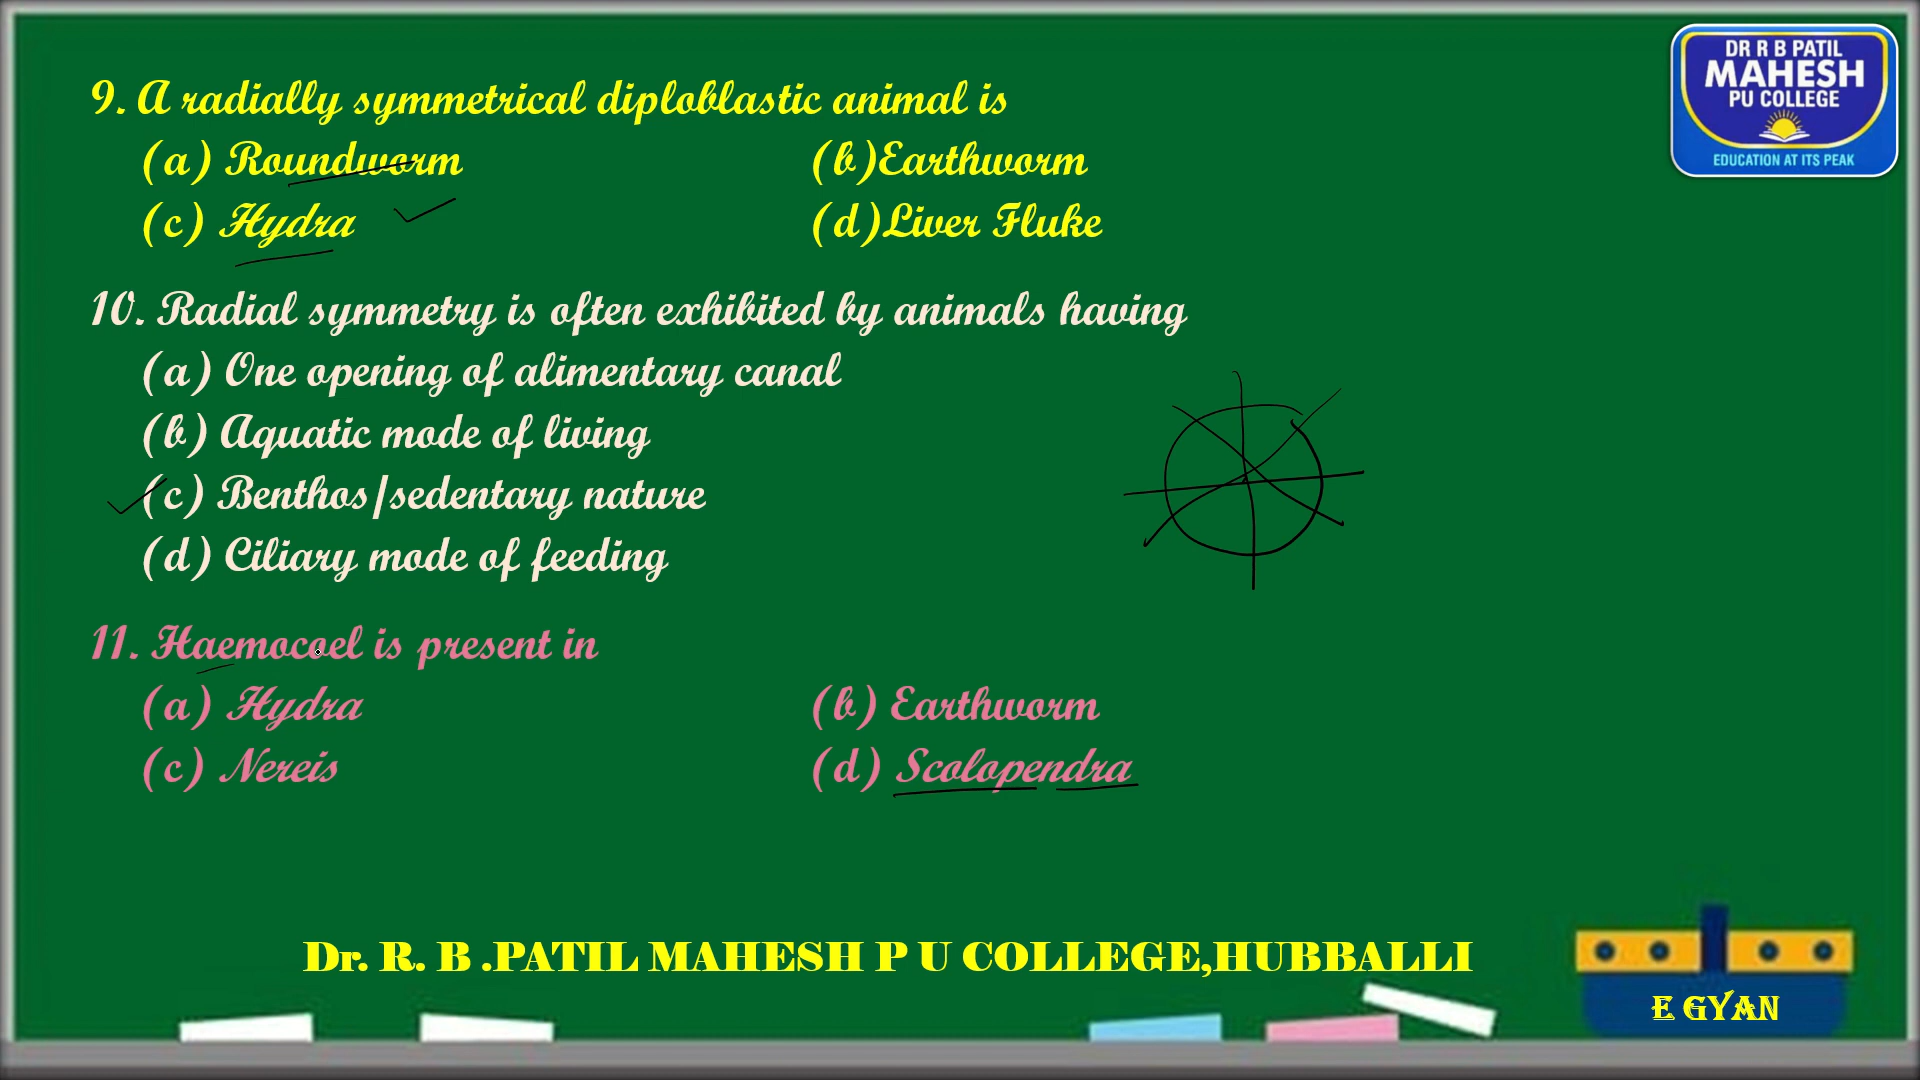 DR R B PATIL
MAHESH
PU COLLEGE
EDUCATION AT ITS PEAK
9. A radially symmetrical diploblastic animal is
(a) Roundworm (b)Earthworm
(c) Hydra (d)Liver Fluke
10. Radial symmetry is often exhibited by animals having
(a) One opening of alimentary canal
(b) Aquatic mode of living
(c) Benthos/sedentary nature
(d) Ciliary mode of feeding
11. Haemocoel is present in
(a) Hydra (b) Earthworm
(c) Nereis (d) Scolopendra
Dr. R. B .PATIL MAHESH P U COLLEGE,HUBBALLI
E GYAN